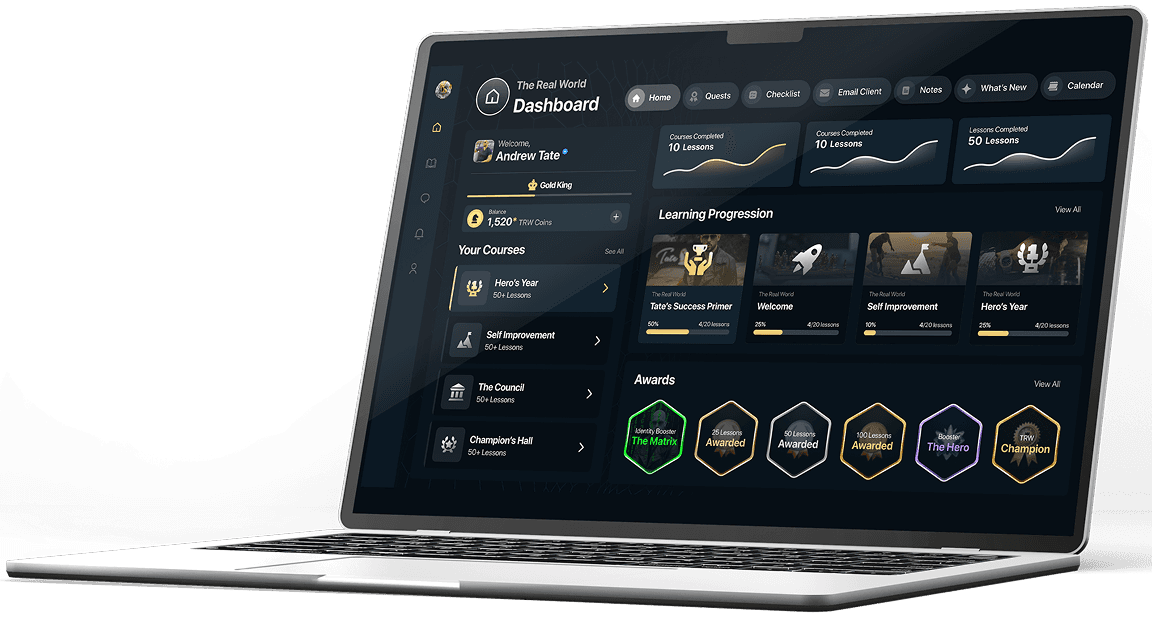 The Real World
Dashboard
Home
Quests
Checklist
Email Client
Notes
What's New
Calendar
Welcome,
Andrew Tate
Gold King
Balance
1,520* TRW Coins
Your Courses
See All
Hero's Year
50+ Lessons
Self Improvement
50+ Lessons
The Council
50+ Lessons
Champion's Hall
50+ Lessons
Courses Completed
10 Lessons
Courses Completed
10 Lessons
Lessons Completed
50 Lessons
Learning Progression
View All
Tate
The Real World
Tate's Success Primer
50%
4/20 lessons
The Real World
Welcome
25%
4/20 lessons
The Real World
Self Improvement
10%
4/20 lessons
1
The Real World
Hero's Year
25%
4/20 lessons
Awards
View All
Identity Booster
The Matrix
25 Lessons
Awarded
50 Lessons
Awarded
100 Lessons
Awarded
Booster
The Hero
TRW
Champion